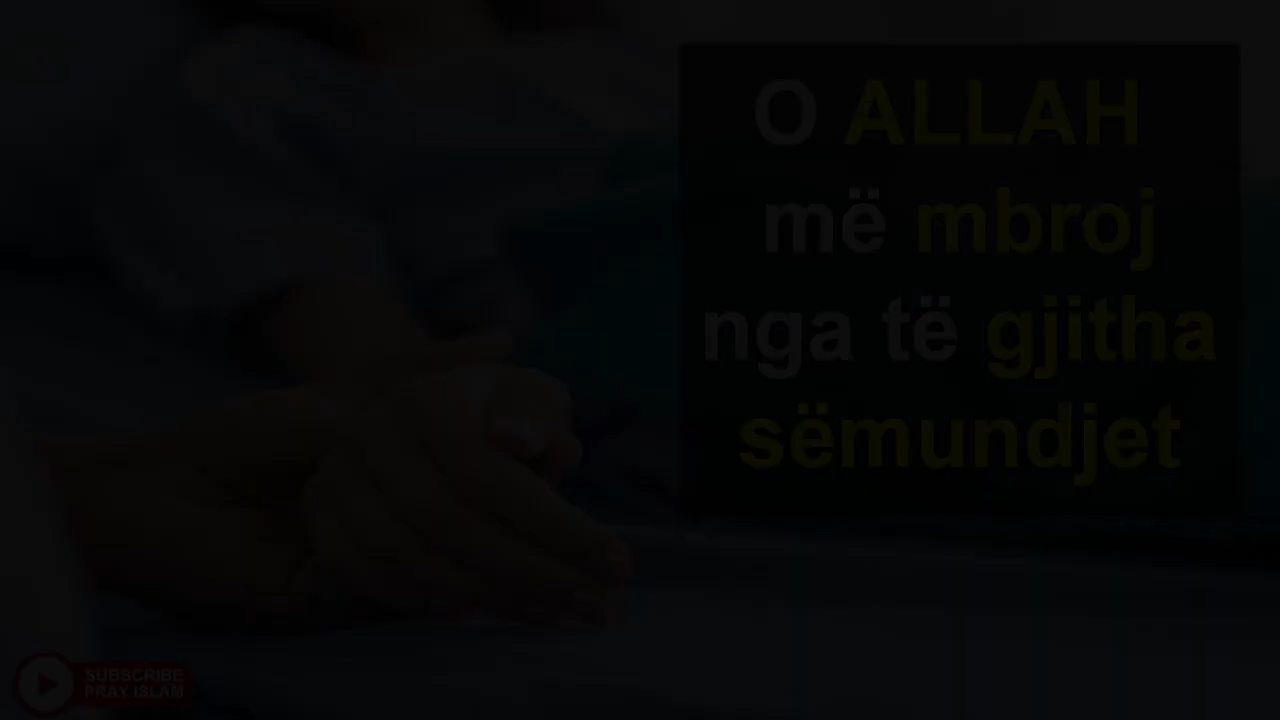 O ALLAH
më mbroj
nga të gjitha
sëmundjet
SUBSCRIBE
PRAY ISLAM